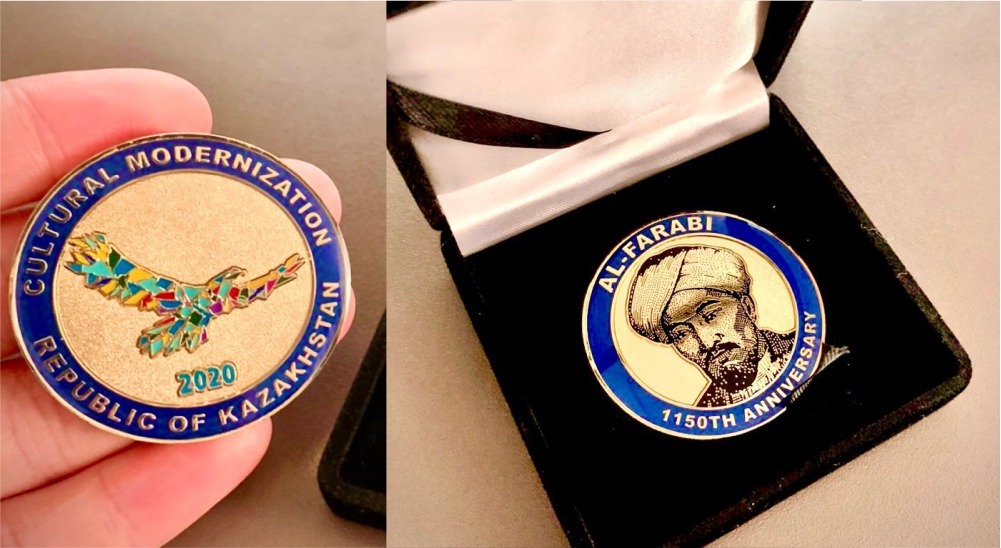 CULTURAL MODERNIZATION
REPUBLIC OF KAZAKHSTAN
2020
AL-FARABI
1150TH ANNIVERSARY